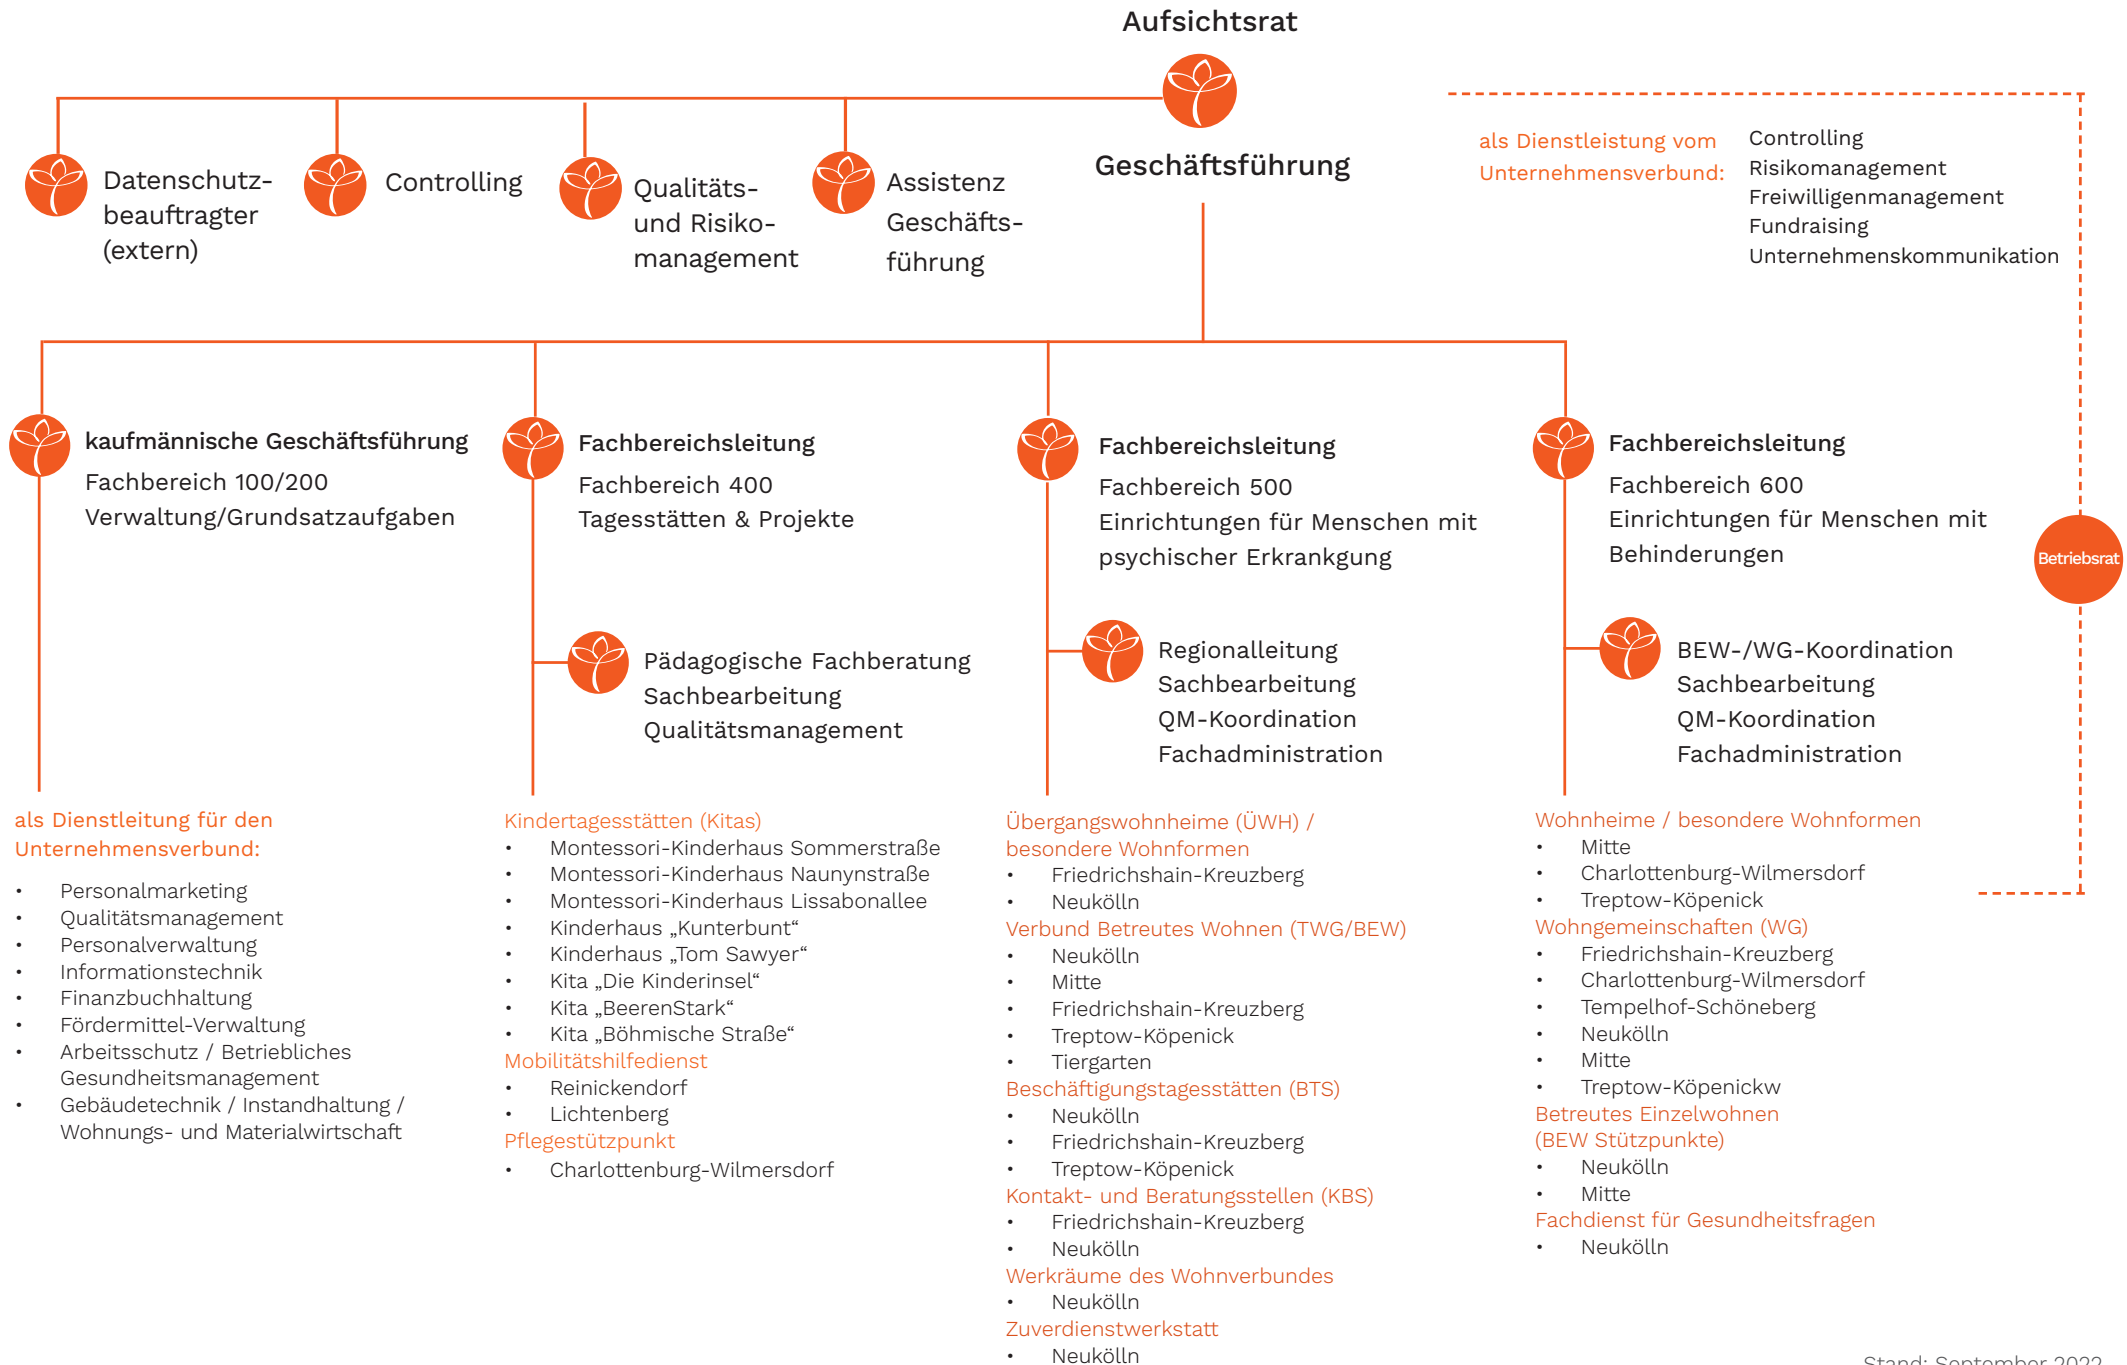 Aufsichtsrat
Geschäftsführung
Datenschutz-
beauftragter
(extern)
Controlling
Qualitäts-
und Risiko-
management
Assistenz
Geschäfts-
führung
als Dienstleistung vom
Unternehmensverbund:
Controlling
Risikomanagement
Freiwilligenmanagement
Fundraising
Unternehmenskommunikation
kaufmännische Geschäftsführung
Fachbereich 100/200
Verwaltung/Grundsatzaufgaben
Fachbereichsleitung
Fachbereich 400
Tagesstätten & Projekte
Fachbereichsleitung
Fachbereich 500
Einrichtungen für Menschen mit
psychischer Erkrankgung
Fachbereichsleitung
Fachbereich 600
Einrichtungen für Menschen mit
Behinderungen
Betriebsrat
Pädagogische Fachberatung
Sachbearbeitung
Qualitätsmanagement
Regionalleitung
Sachbearbeitung
QM-Koordination
Fachadministration
BEW-/WG-Koordination
Sachbearbeitung
QM-Koordination
Fachadministration
als Dienstleitung für den
Unternehmensverbund:
• Personalmarketing
• Qualitätsmanagement
• Personalverwaltung
• Informationstechnik
• Finanzbuchhaltung
• Fördermittel-Verwaltung
• Arbeitsschutz / Betriebliches
Gesundheitsmanagement
• Gebäudetechnik / Instandhaltung /
Wohnungs- und Materialwirtschaft
Kindertagesstätten (Kitas)
• Montessori-Kinderhaus Sommerstraße
• Montessori-Kinderhaus Naunynstraße
• Montessori-Kinderhaus Lissabonallee
• Kinderhaus „Kunterbunt“
• Kinderhaus „Tom Sawyer“
• Kita „Die Kinderinsel“
• Kita „BeerenStark“
• Kita „Böhmische Straße“
Mobilitätshilfedienst
• Reinickendorf
• Lichtenberg
Pflegestützpunkt
• Charlottenburg-Wilmersdorf
Übergangswohnheime (ÜWH) /
besondere Wohnformen
• Friedrichshain-Kreuzberg
• Neukölln
Verbund Betreutes Wohnen (TWG/BEW)
• Neukölln
• Mitte
• Friedrichshain-Kreuzberg
• Treptow-Köpenick
• Tiergarten
Beschäftigungstagesstätten (BTS)
• Neukölln
• Friedrichshain-Kreuzberg
• Treptow-Köpenick
Kontakt- und Beratungsstellen (KBS)
• Friedrichshain-Kreuzberg
• Neukölln
Werkräume des Wohnverbundes
• Neukölln
Zuverdienstwerkstatt
• Neukölln
Wohnheime / besondere Wohnformen
• Mitte
• Charlottenburg-Wilmersdorf
• Treptow-Köpenick
Wohngemeinschaften (WG)
• Friedrichshain-Kreuzberg
• Charlottenburg-Wilmersdorf
• Tempelhof-Schöneberg
• Neukölln
• Mitte
• Treptow-Köpenickw
Betreutes Einzelwohnen
(BEW Stützpunkte)
• Neukölln
• Mitte
Fachdienst für Gesundheitsfragen
• Neukölln
Stand: September 2022